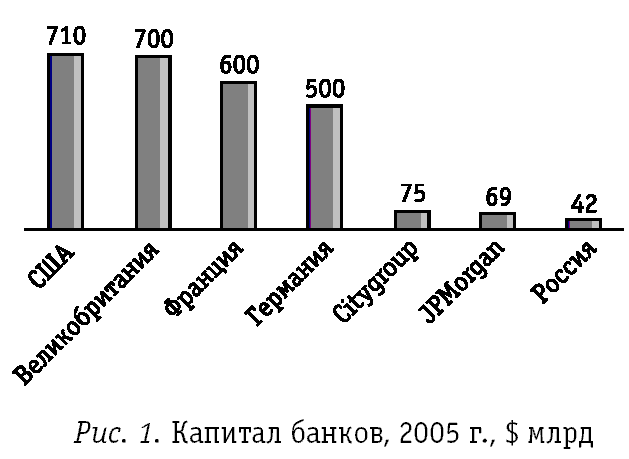 710
700
600
500
75
69
42
США
Великобритания
Франция
Германия
Citygroup
JPMorgan
Россия
Рис. 1. Капитал банков, 2005 г., $ млрд